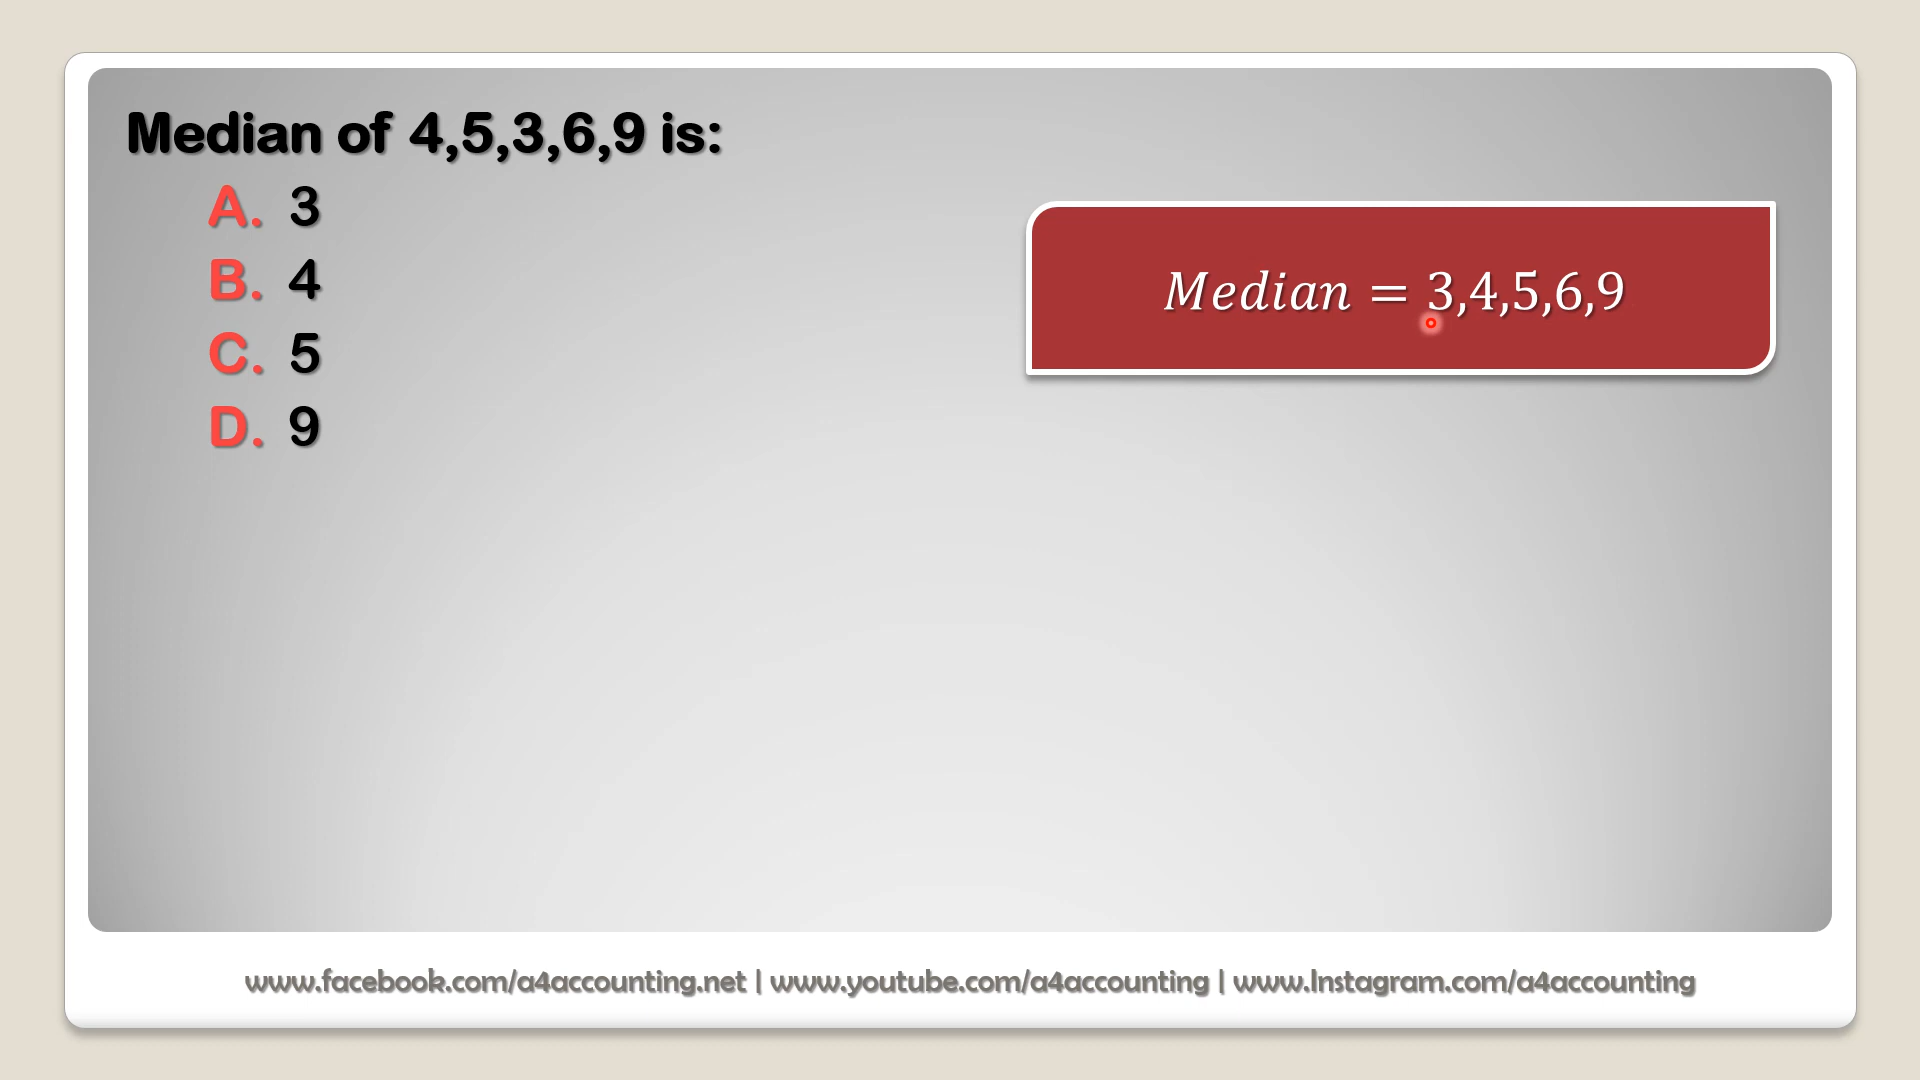 Median of 4,5,3,6,9 is:
A. 3
B. 4
C. 5
D. 9
Median = 3,4,5,6,9
www.facebook.com/a4accounting.net | www.youtube.com/a4accounting | www.Instagram.com/a4accounting